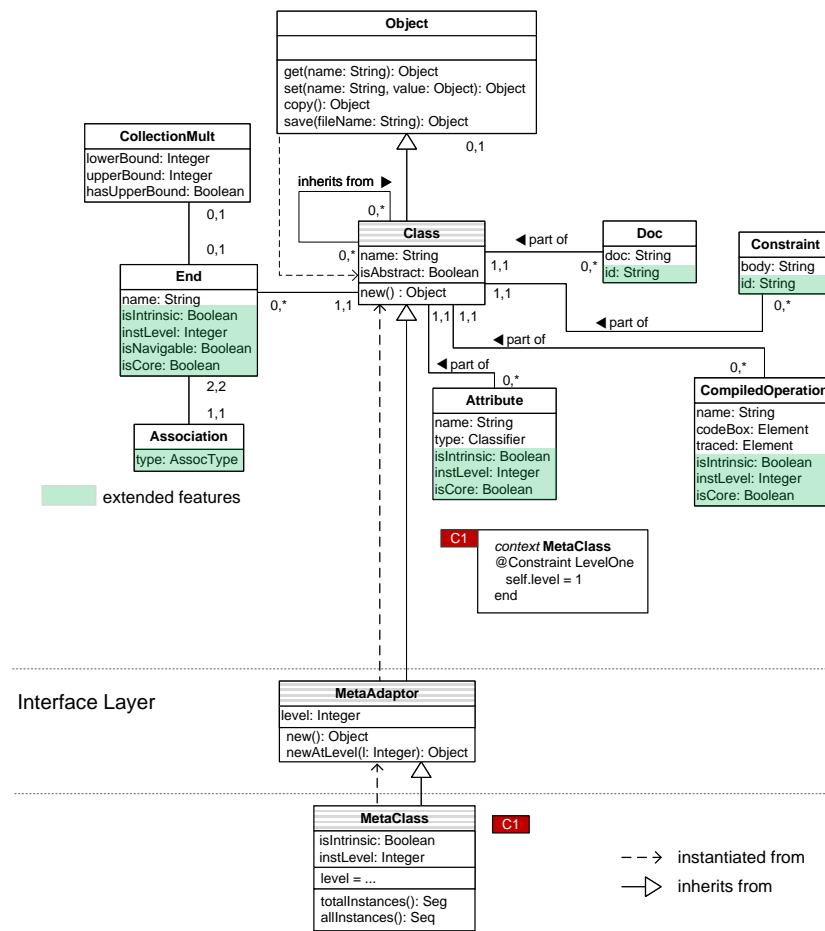 Object
get(name: String): Object
set(name: String, value: Object): Object
copy(): Object
save(fileName: String): Object
CollectionMult
lowerBound: Integer
upperBound: Integer
hasUpperBound: Boolean
0,1
inherits from ▶
0,*
0,*
0,1
0,1
Class
name: String
isAbstract: Boolean
new() : Object
◀ part of
1,1
0,*
Doc
doc: String
id: String
Constraint
body: String
id: String
0,*
1,1
◀ part of
End
name: String
isIntrinsic: Boolean
instLevel: Integer
isNavigable: Boolean
isCore: Boolean
0,*
1,1
1,1
1,1
◀ part of
◀ part of
0,*
0,*
2,2
1,1
Association
type: AssocType
extended features
Attribute
name: String
type: Classifier
isIntrinsic: Boolean
instLevel: Integer
isCore: Boolean
CompiledOperation
name: String
codeBox: Element
traced: Element
isIntrinsic: Boolean
instLevel: Integer
isCore: Boolean
C1
context MetaClass
@Constraint LevelOne
self.level = 1
end
Interface Layer
MetaAdaptor
level: Integer
new(): Object
newAtLevel(l: Integer): Object
MetaClass
isIntrinsic: Boolean
instLevel: Integer
level = ...
totalInstances(): Seg
allInstances(): Seq
C1
instantiated from
inherits from